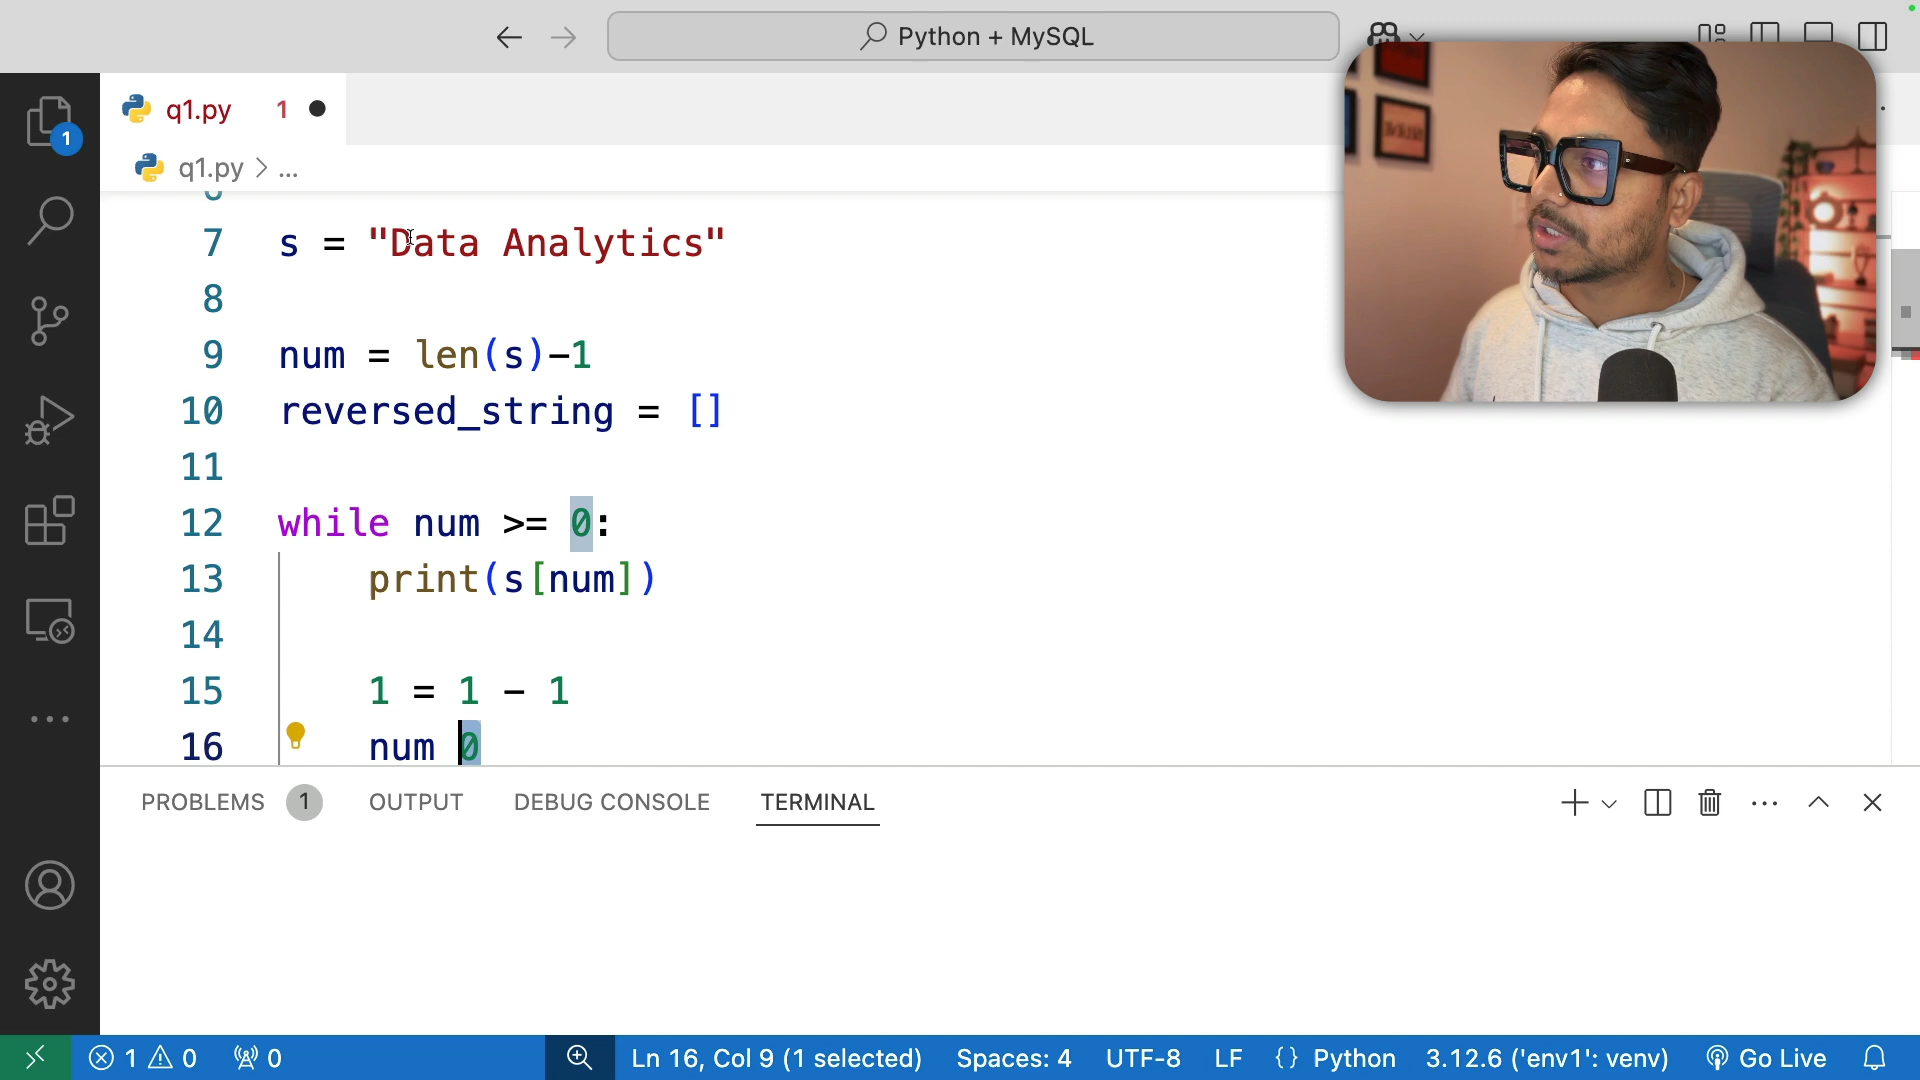 Python + MySQL
q1.py 1
q1.py > ...
7 s = "Data Analytics"
8
9 num = len(s)-1
10 reversed_string = []
11
12 while num >= 0:
13 print(s[num])
14
15 1 = 1 - 1
16 num 0
1
PROBLEMS 1 OUTPUT DEBUG CONSOLE TERMINAL
1 0 0 Ln 16, Col 9 (1 selected) Spaces: 4 UTF-8 LF {} Python 3.12.6 ('env1': venv) Go Live